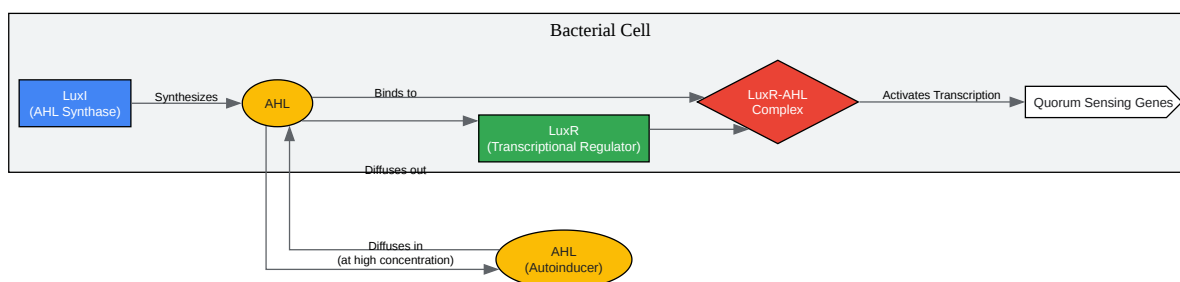 Bacterial Cell
LuxI
(AHL Synthase)
Synthesizes
AHL
Binds to
LuxR
(Transcriptional Regulator)
LuxR-AHL
Complex
Activates Transcription
Quorum Sensing Genes
Diffuses out
Diffuses in
(at high concentration)
AHL
(Autoinducer)